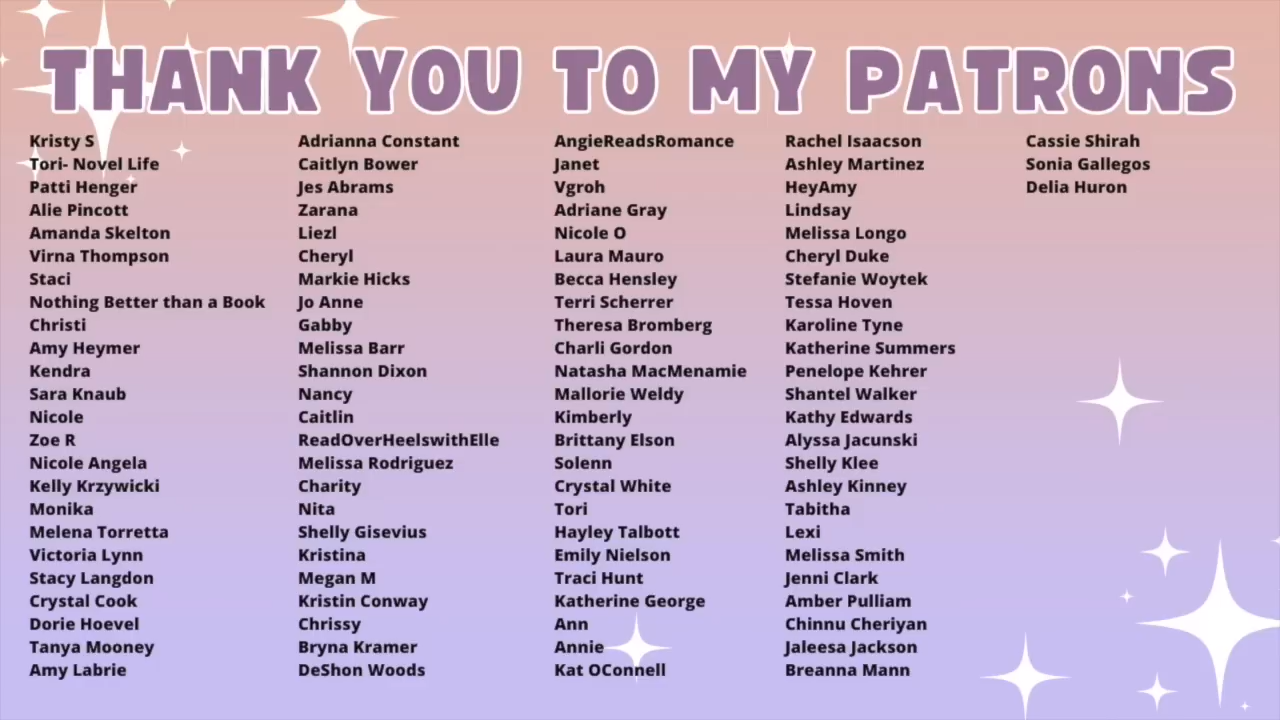 THANK YOU TO MY PATRONS
Kristy S
Tori- Novel Life
Patti Henger
Alie Pincott
Amanda Skelton
Virna Thompson
Staci
Nothing Better than a Book
Christi
Amy Heymer
Kendra
Sara Knaub
Nicole
Zoe R
Nicole Angela
Kelly Krzywicki
Monika
Melena Torretta
Victoria Lynn
Stacy Langdon
Crystal Cook
Dorie Hoevel
Tanya Mooney
Amy Labrie
Adrianna Constant
Caitlyn Bower
Jes Abrams
Zarana
Liezl
Cheryl
Markie Hicks
Jo Anne
Gabby
Melissa Barr
Shannon Dixon
Nancy
Caitlin
ReadOverHeelswithElle
Melissa Rodriguez
Charity
Nita
Shelly Gisevius
Kristina
Megan M
Kristin Conway
Chrissy
Bryna Kramer
DeShon Woods
AngieReadsRomance
Janet
Vgroh
Adriane Gray
Nicole O
Laura Mauro
Becca Hensley
Terri Scherrer
Theresa Bromberg
Charli Gordon
Natasha MacMenamie
Mallorie Weldy
Kimberly
Brittany Elson
Solenn
Crystal White
Tori
Hayley Talbott
Emily Nielson
Traci Hunt
Katherine George
Ann
Annie
Kat OConnell
Rachel Isaacson
Ashley Martinez
HeyAmy
Lindsay
Melissa Longo
Cheryl Duke
Stefanie Woytek
Tessa Hoven
Karoline Tyne
Katherine Summers
Penelope Kehrer
Shantel Walker
Kathy Edwards
Alyssa Jacunski
Shelly Klee
Ashley Kinney
Tabitha
Lexi
Melissa Smith
Jenni Clark
Amber Pulliam
Chinnu Cheriyan
Jaleesa Jackson
Breanna Mann
Cassie Shirah
Sonia Gallegos
Delia Huron